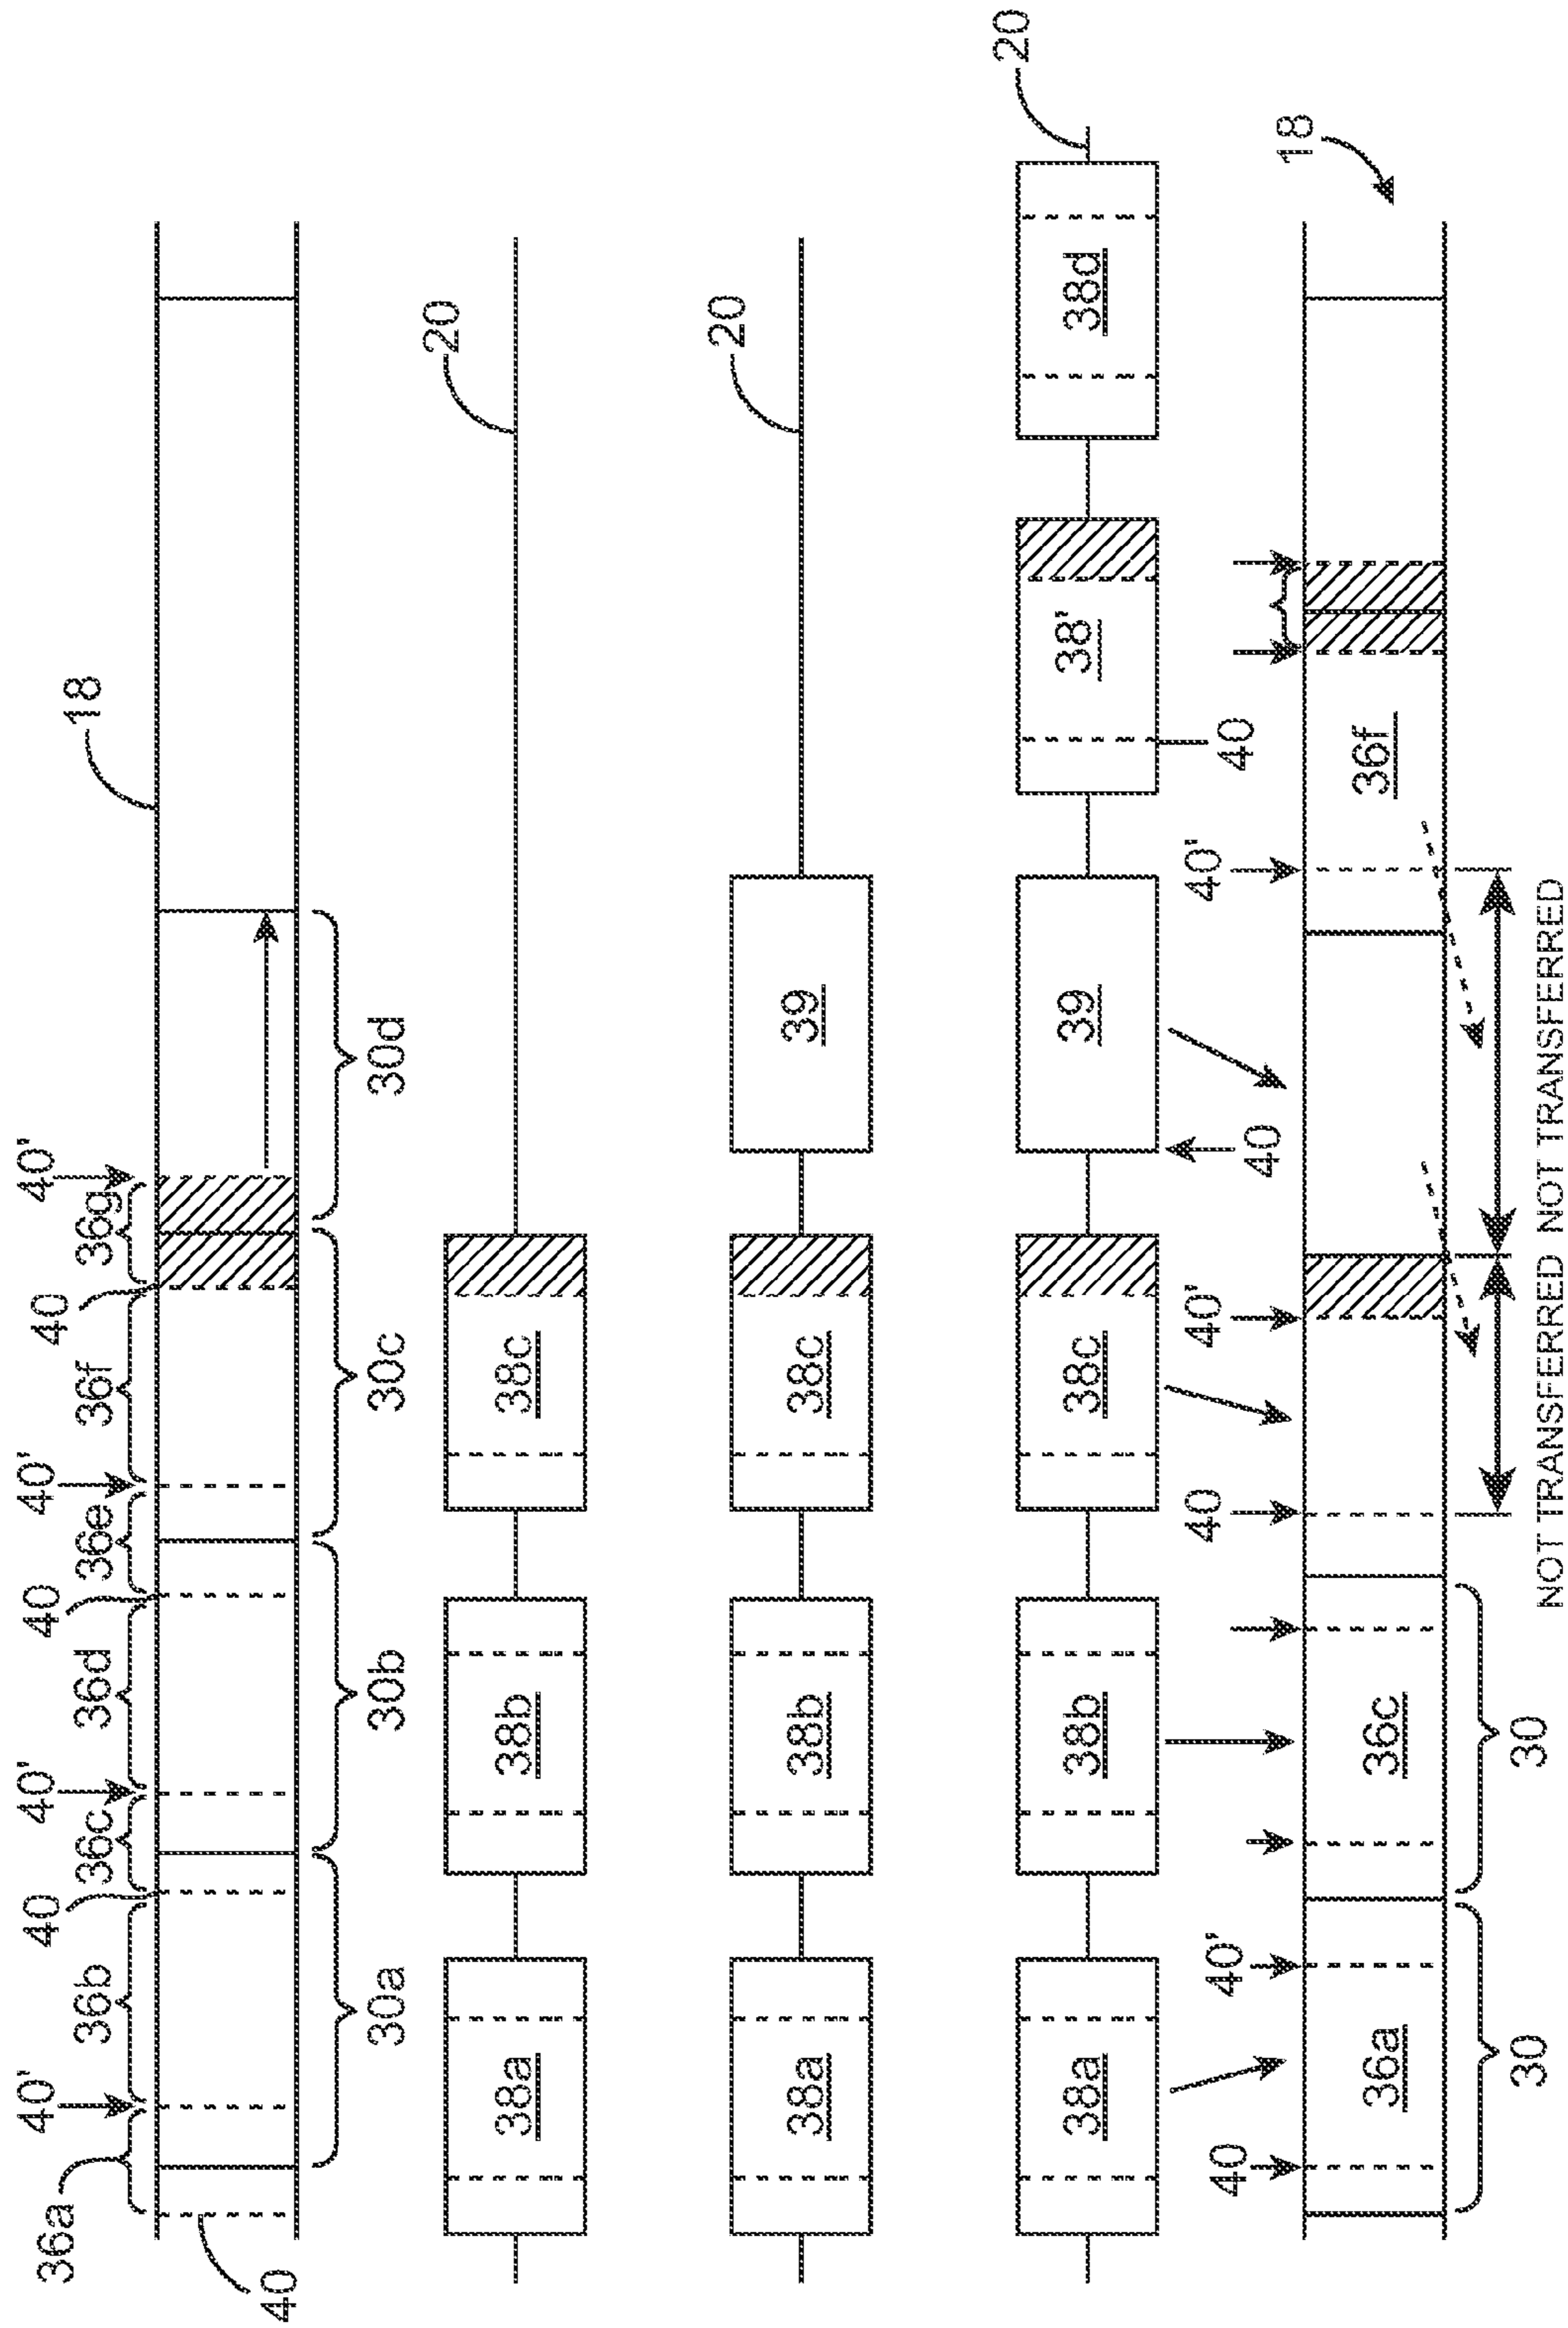 40' 40' 40' 40'
40 40 40
36a 36b 36c 36d 36e 36f 36g 18
40
30a 30b 30c 30d 20
38a 38b 38c
20
38a 38b 38c 39
20
38a 38b 38c 39 38' 38d
40 40' 40 40' 40 40' 40 18
36a 36c 36f
30 30
NOT TRANSFERRED NOT TRANSFERRED